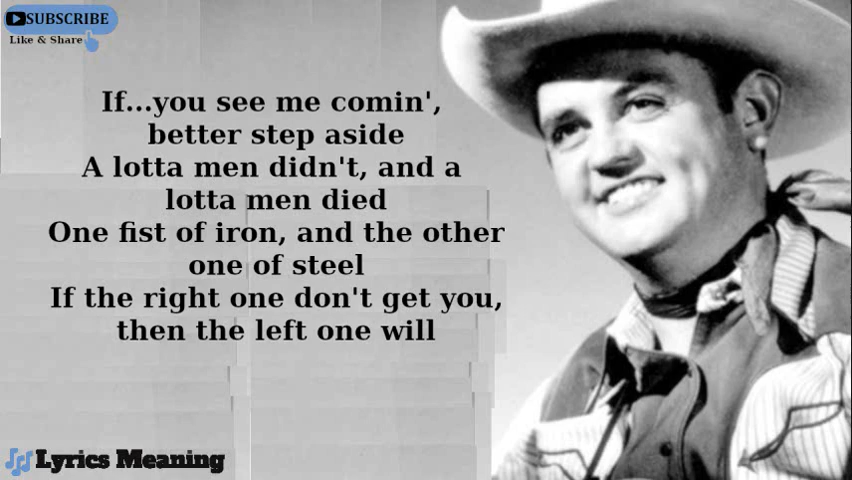 SUBSCRIBE
Like & Share
If...you see me comin',
better step aside
A lotta men didn't, and a
lotta men died
One fist of iron, and the other
one of steel
If the right one don't get you,
then the left one will
Lyrics Meaning